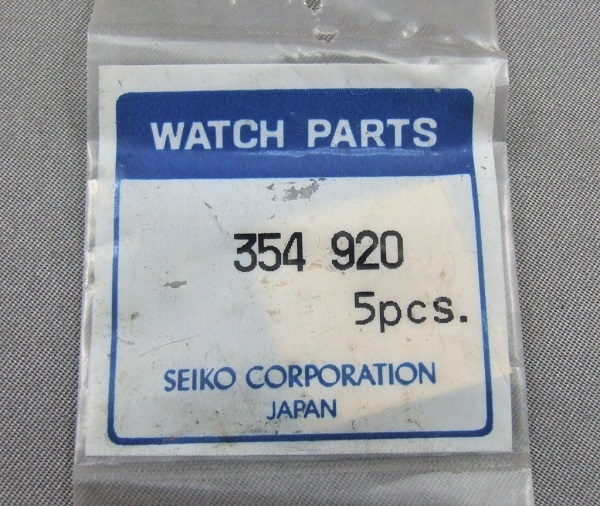 WATCH PARTS
354 920
5pcs.
SEIKO CORPORATION
JAPAN